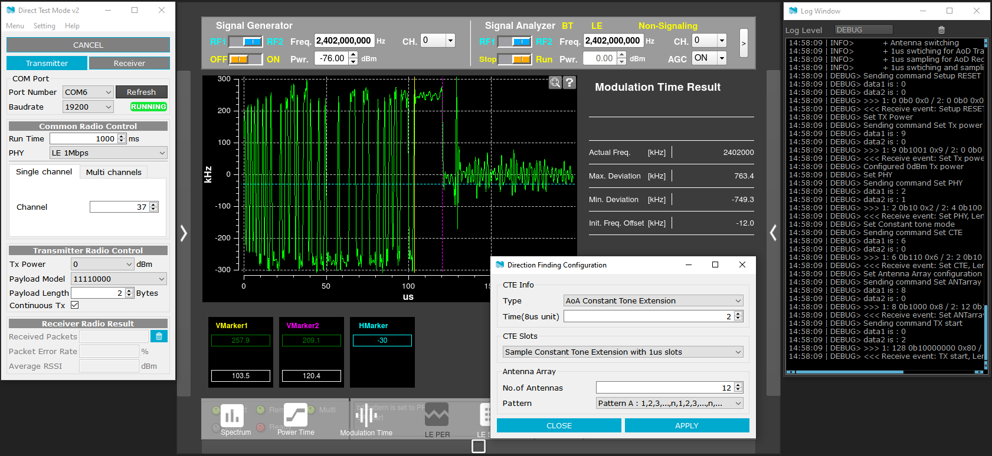 Direct Test Mode v2
Menu Setting Help
CANCEL
Transmitter Receiver
COM Port
Port Number COM6 Refresh
Baudrate 19200 RUNNING
Common Radio Control
Run Time 1000 ms
PHY LE 1Mbps
Single channel Multi channels
Channel 37
Transmitter Radio Control
Tx Power 0 dBm
Payload Model 11110000
Payload Length 2 Bytes
Continuous Tx
Receiver Radio Result
Received Packets
Packet Error Rate %
Average RSSI dBm
Signal Generator
RF1 RF2 Freq. 2,402,000,000 Hz CH. 0
OFF ON Pwr. -76.00 dBm
Signal Analyzer BT LE Non-Signaling
RF1 RF2 Freq. 2,402,000,000 Hz CH. 0
Stop Run Pwr. 0.00 dBm AGC ON
>
300
200
100
0
-100
-200
-300
kHz
0 100 200 300 400 500
us
?
Modulation Time Result
Actual Freq. [kHz] 2402000
Max. Deviation [kHz] 763.4
Min. Deviation [kHz] -749.3
Init. Freq. Offset [kHz] -12.0
VMarker1 VMarker2 HMarker
257.9 209.1 -30
103.5 120.4
Spectrum Power Time Modulation Time LE PER
Direction Finding Configuration
CTE Info
Type AoA Constant Tone Extension
Time(8us unit) 2
CTE Slots
Sample Constant Tone Extension with 1us slots
Antenna Array
No.of Antennas 12
Pattern Pattern A : 1,2,3,...,n,1,2,3,...,n,...
CLOSE APPLY
Log Window
Log Level DEBUG
14:58:09 | INFO> + Antenna switching
14:58:09 | INFO> + 1us swtiching for AoD Tra
14:58:09 | INFO> + 1us sampling for AoD Rec
14:58:09 | INFO> + 1us swtiching and sampli
14:58:09 | DEBUG> Sending command Setup RESET
14:58:09 | DEBUG> data1 is : 0
14:58:09 | DEBUG> data2 is : 0
14:58:09 | DEBUG> >>> 1: 0 0b0 0x0 / 2: 0 0b0 0x0
14:58:09 | DEBUG> <<< Receive event: Setup RESET
14:58:09 | DEBUG> Set TX Power
14:58:09 | DEBUG> Sending command Set Tx power
14:58:09 | DEBUG> data1 is : 9
14:58:09 | DEBUG> >>> 1: 9 0b1001 0x9 / 2: 0 0b0
14:58:09 | DEBUG> <<< Receive event: Set Tx powe
14:58:09 | DEBUG> Configured 0dBm Tx power
14:58:09 | DEBUG> Set PHY
14:58:09 | DEBUG> Sending command Set PHY
14:58:09 | DEBUG> data1 is : 2
14:58:09 | DEBUG> data2 is : 1
14:58:09 | DEBUG> >>> 1: 2 0b10 0x2 / 2: 4 0b100
14:58:09 | DEBUG> <<< Receive event: Set PHY, Len
14:58:09 | DEBUG> Set Constant tone mode
14:58:09 | DEBUG> Sending command Set CTE
14:58:09 | DEBUG> data1 is : 6
14:58:09 | DEBUG> data2 is : 0
14:58:09 | DEBUG> >>> 1: 6 0b110 0x6 / 2: 2 0b10
14:58:09 | DEBUG> <<< Receive event: Set CTE, Len
14:58:09 | DEBUG> Set Antenna Array configuration
14:58:09 | DEBUG> Sending command Set ANTarray
14:58:09 | DEBUG> data1 is : 8
14:58:09 | DEBUG> data2 is : 0
14:58:09 | DEBUG> >>> 1: 8 0b1000 0x8 / 2: 12 0b
14:58:09 | DEBUG> <<< Receive event: Set ANTarra
14:58:09 | DEBUG> Sending command TX start
14:58:09 | DEBUG> data1 is : 0
14:58:09 | DEBUG> data2 is : 2
14:58:09 | DEBUG> >>> 1: 128 0b10000000 0x80 /
14:58:09 | DEBUG> <<< Receive event: TX start, Len